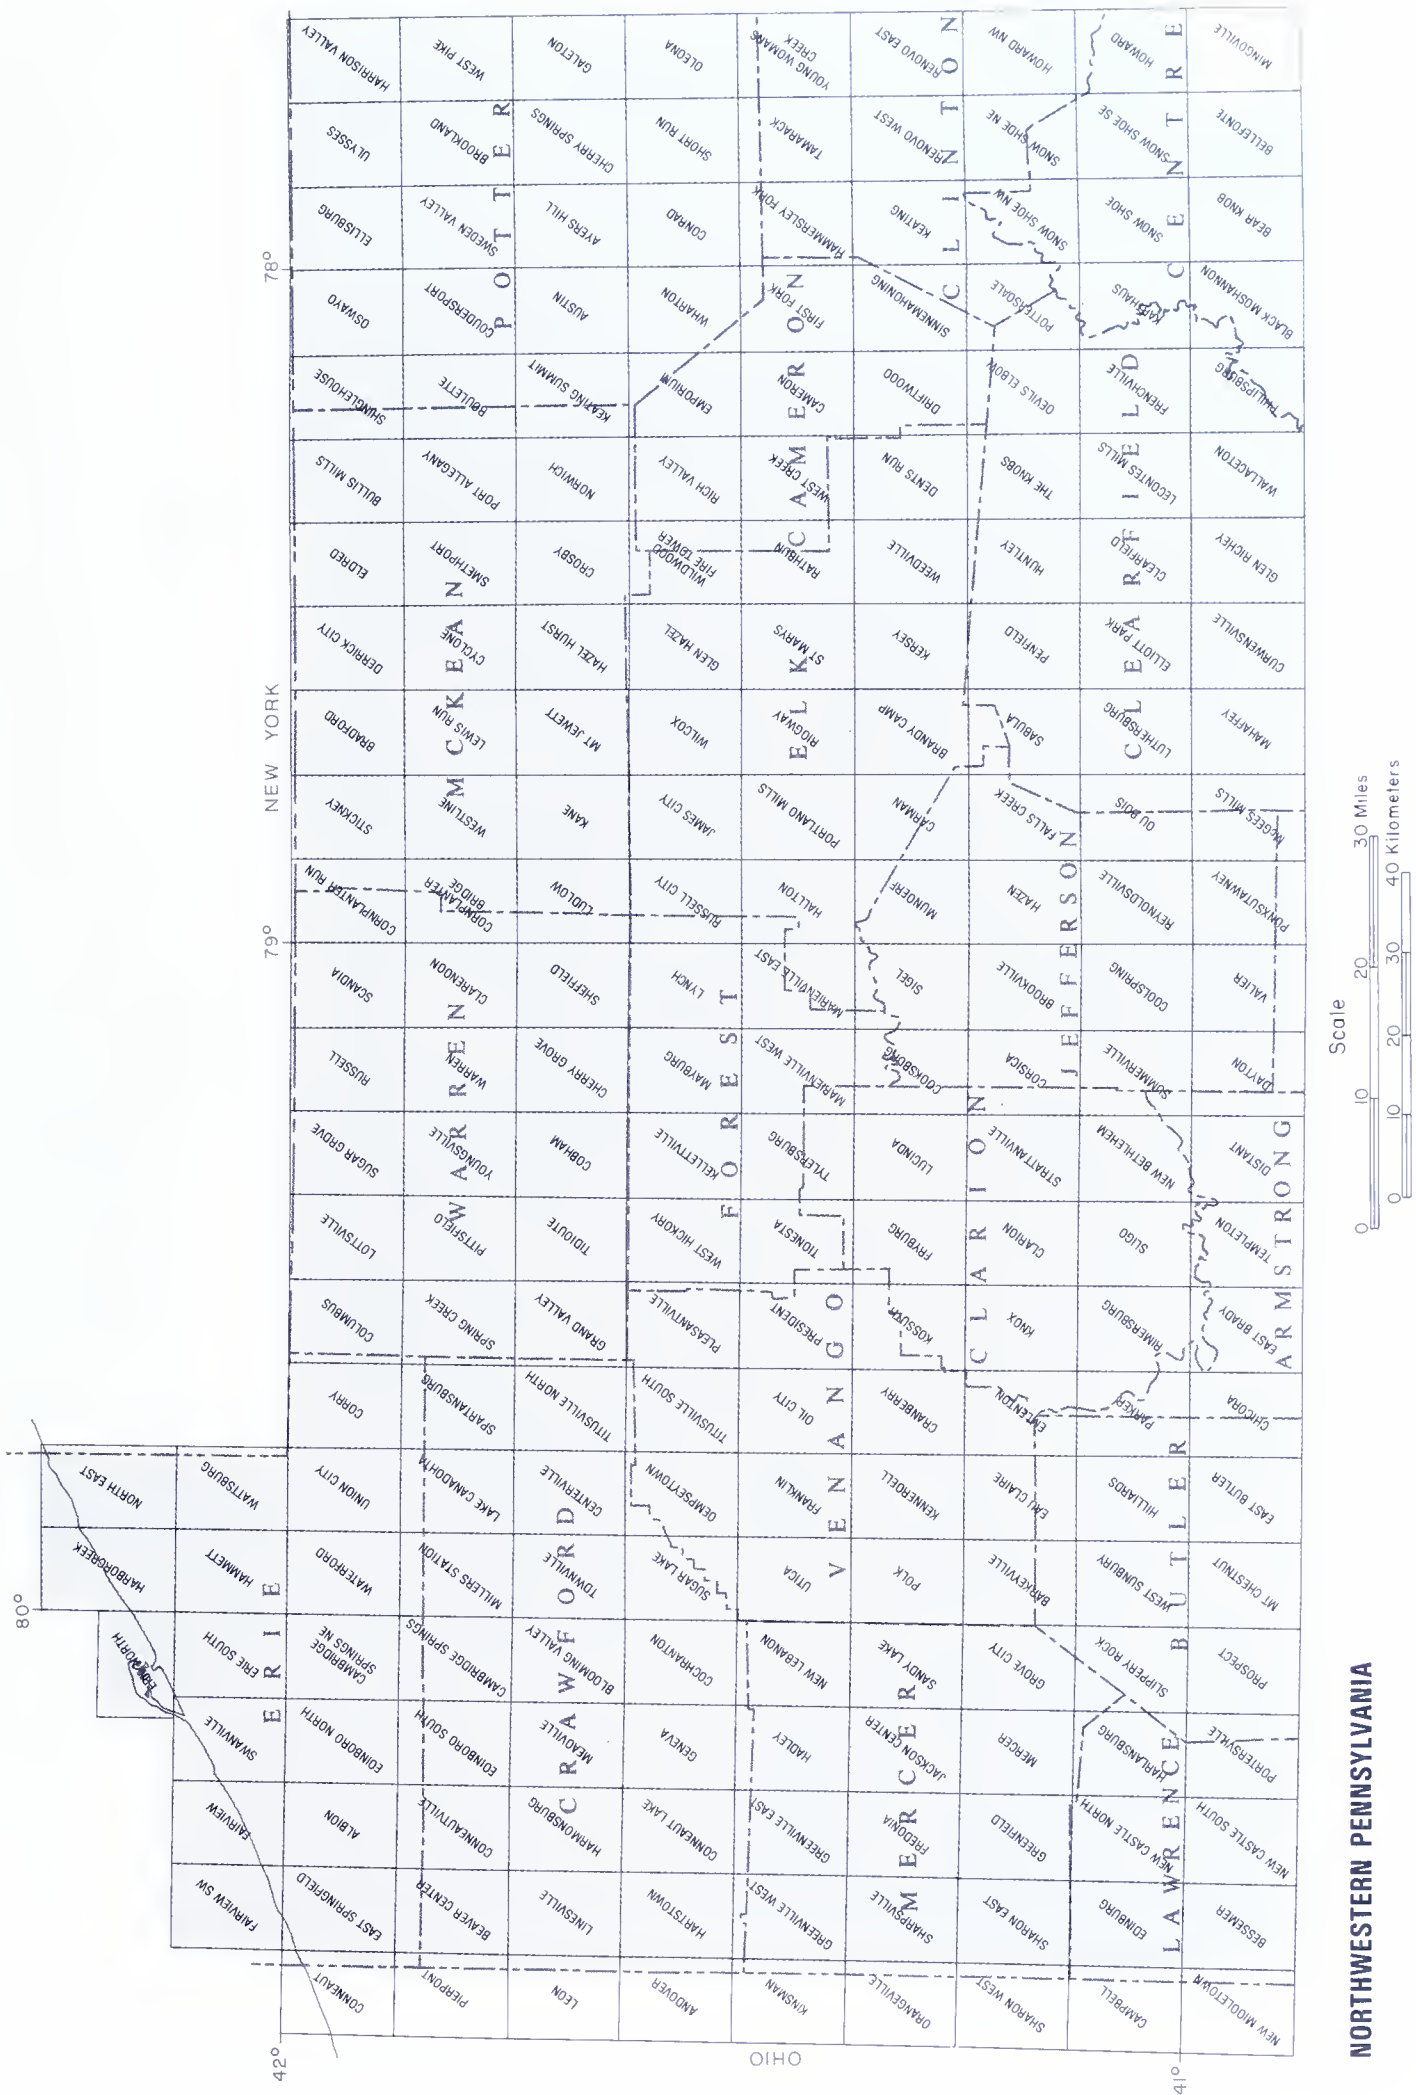 80°
ERIE NORTH
HARBORCREEK
NORTH EAST
FAIRVIEW SW
FAIRVIEW
SWANVILLE
ERIE SOUTH
HAMMETT
WATTSBURG
ERIE
42°
79°
NEW YORK
78°
CONNEAUT
EAST SPRINGFIELD
ALBION
EDINBORO NORTH
CAMBRIDGE
SPRINGS NE
WATERFORD
UNION CITY
CORRY
COLUMBUS
LOTTSVILLE
SUGAR GROVE
RUSSELL
SCANDIA
CORNPLANTER RUN
STICKNEY
BRADFORD
DERRICK CITY
ELDRED
BULLIS MILLS
SHINGLEHOUSE
OSWAYO
ELLISBURG
ULYSSES
HARRISON VALLEY
PIERPONT
BEAVER CENTER
CONNEAUTVILLE
EDINBORO SOUTH
CAMBRIDGE SPRINGS
MILLERS STATION
LAKE CANADOHTA
SPARTANSBURG
SPRING CREEK
PITTSFIELD
YOUNGSVILLE
WARREN
CLARENDON
CORNPLANTER
BRIDGE
WESTLINE
LEWIS RUN
CYCLONE
SMETHPORT
PORT ALLEGANY
ROULETTE
COUDERSPORT
SWEDEN VALLEY
BROOKLAND
WEST PIKE
WARREN
MCKEAN
POTTER
LEON
LINESVILLE
HARMONSBURG
MEADVILLE
BLOOMING VALLEY
TOWNVILLE
CENTERVILLE
TITUSVILLE NORTH
GRAND VALLEY
TIDIOUTE
COBHAM
CHERRY GROVE
SHEFFIELD
LUDLOW
KANE
MT JEWETT
HAZEL HURST
CROSBY
NORWICH
KEATING SUMMIT
AUSTIN
AYERS HILL
CHERRY SPRINGS
GALETON
CRAWFORD
ANDOVER
HARTSTOWN
CONNEAUT LAKE
GENEVA
COCHRANTON
SUGAR LAKE
DEMPSEYTOWN
TITUSVILLE SOUTH
PLEASANTVILLE
WEST HICKORY
KELLETTVILLE
MAYBURG
LYNCH
RUSSELL CITY
JAMES CITY
WILCOX
GLEN HAZEL
WILDWOOD
FIRE TOWER
RICH VALLEY
EMPORIUM
WHARTON
CONRAD
SHORT RUN
OLEONA
FOREST
OHIO
KINSMAN
GREENVILLE WEST
GREENVILLE EAST
HADLEY
NEW LEBANON
UTICA
FRANKLIN
OIL CITY
PRESIDENT
TIONESTA
TYLERSBURG
MARIENVILLE WEST
MARIENVILLE EAST
HALLTON
PORTLAND MILLS
RIDGWAY
ST MARYS
RATHBUN
WEST CREEK
CAMERON
FIRST FORK
HAMMERSLEY FORK
TAMARACK
YOUNG WOMANS
CREEK
VENANGO
ELK
CAMERON
ORANGEVILLE
SHARPSVILLE
FREDONIA
JACKSON CENTER
SANDY LAKE
POLK
KENNERDELL
CRANBERRY
KOSSUTH
FRYBURG
LUCINDA
COOKSBURG
SIGEL
MUNDERF
CARMAN
BRANDY CAMP
KERSEY
WEEDVILLE
DENTS RUN
DRIFTWOOD
SINNEMAHONING
KEATING
RENOVO WEST
RENOVO EAST
MERCER
CLARION
CLINTON
SHARON WEST
SHARON EAST
GREENFIELD
MERCER
GROVE CITY
BARKEYVILLE
EAU CLAIRE
EMLENTON
KNOX
CLARION
STRATTANVILLE
CORSICA
BROOKVILLE
HAZEN
FALLS CREEK
SABULA
PENFIELD
HUNTLEY
THE KNOBS
DEVILS ELBOW
POTTERSDALE
SNOW SHOE NW
SNOW SHOE NE
HOWARD NW
JEFFERSON
CAMPBELL
EDINBURG
NEW CASTLE NORTH
HARLANSBURG
SLIPPERY ROCK
WEST SUNBURY
HILLIARDS
PARKER
RIMERSBURG
SLIGO
NEW BETHLEHEM
SUMMERVILLE
COOLSPRING
REYNOLDSVILLE
DU BOIS
LUTHERSBURG
ELLIOTT PARK
CLEARFIELD
LECONTES MILLS
FRENCHVILLE
KARTHAUS
SNOW SHOE
SNOW SHOE SE
HOWARD
LAWRENCE
BUTLER
CLEARFIELD
CENTRE
41°
NEW MIDDLETOWN
BESSEMER
NEW CASTLE SOUTH
PORTERSVILLE
PROSPECT
MT CHESTNUT
EAST BUTLER
CHICORA
EAST BRADY
TEMPLETON
DISTANT
DAYTON
VALIER
PUNXSUTAWNEY
McGEES MILLS
MAHAFFEY
CURWENSVILLE
GLEN RICHEY
WALLACETON
PHILIPSBURG
BLACK MOSHANNON
BEAR KNOB
BELLEFONTE
MINGOVILLE
ARMSTRONG
Scale
0 10 20 30 Miles
0 10 20 30 40 Kilometers
NORTHWESTERN PENNSYLVANIA